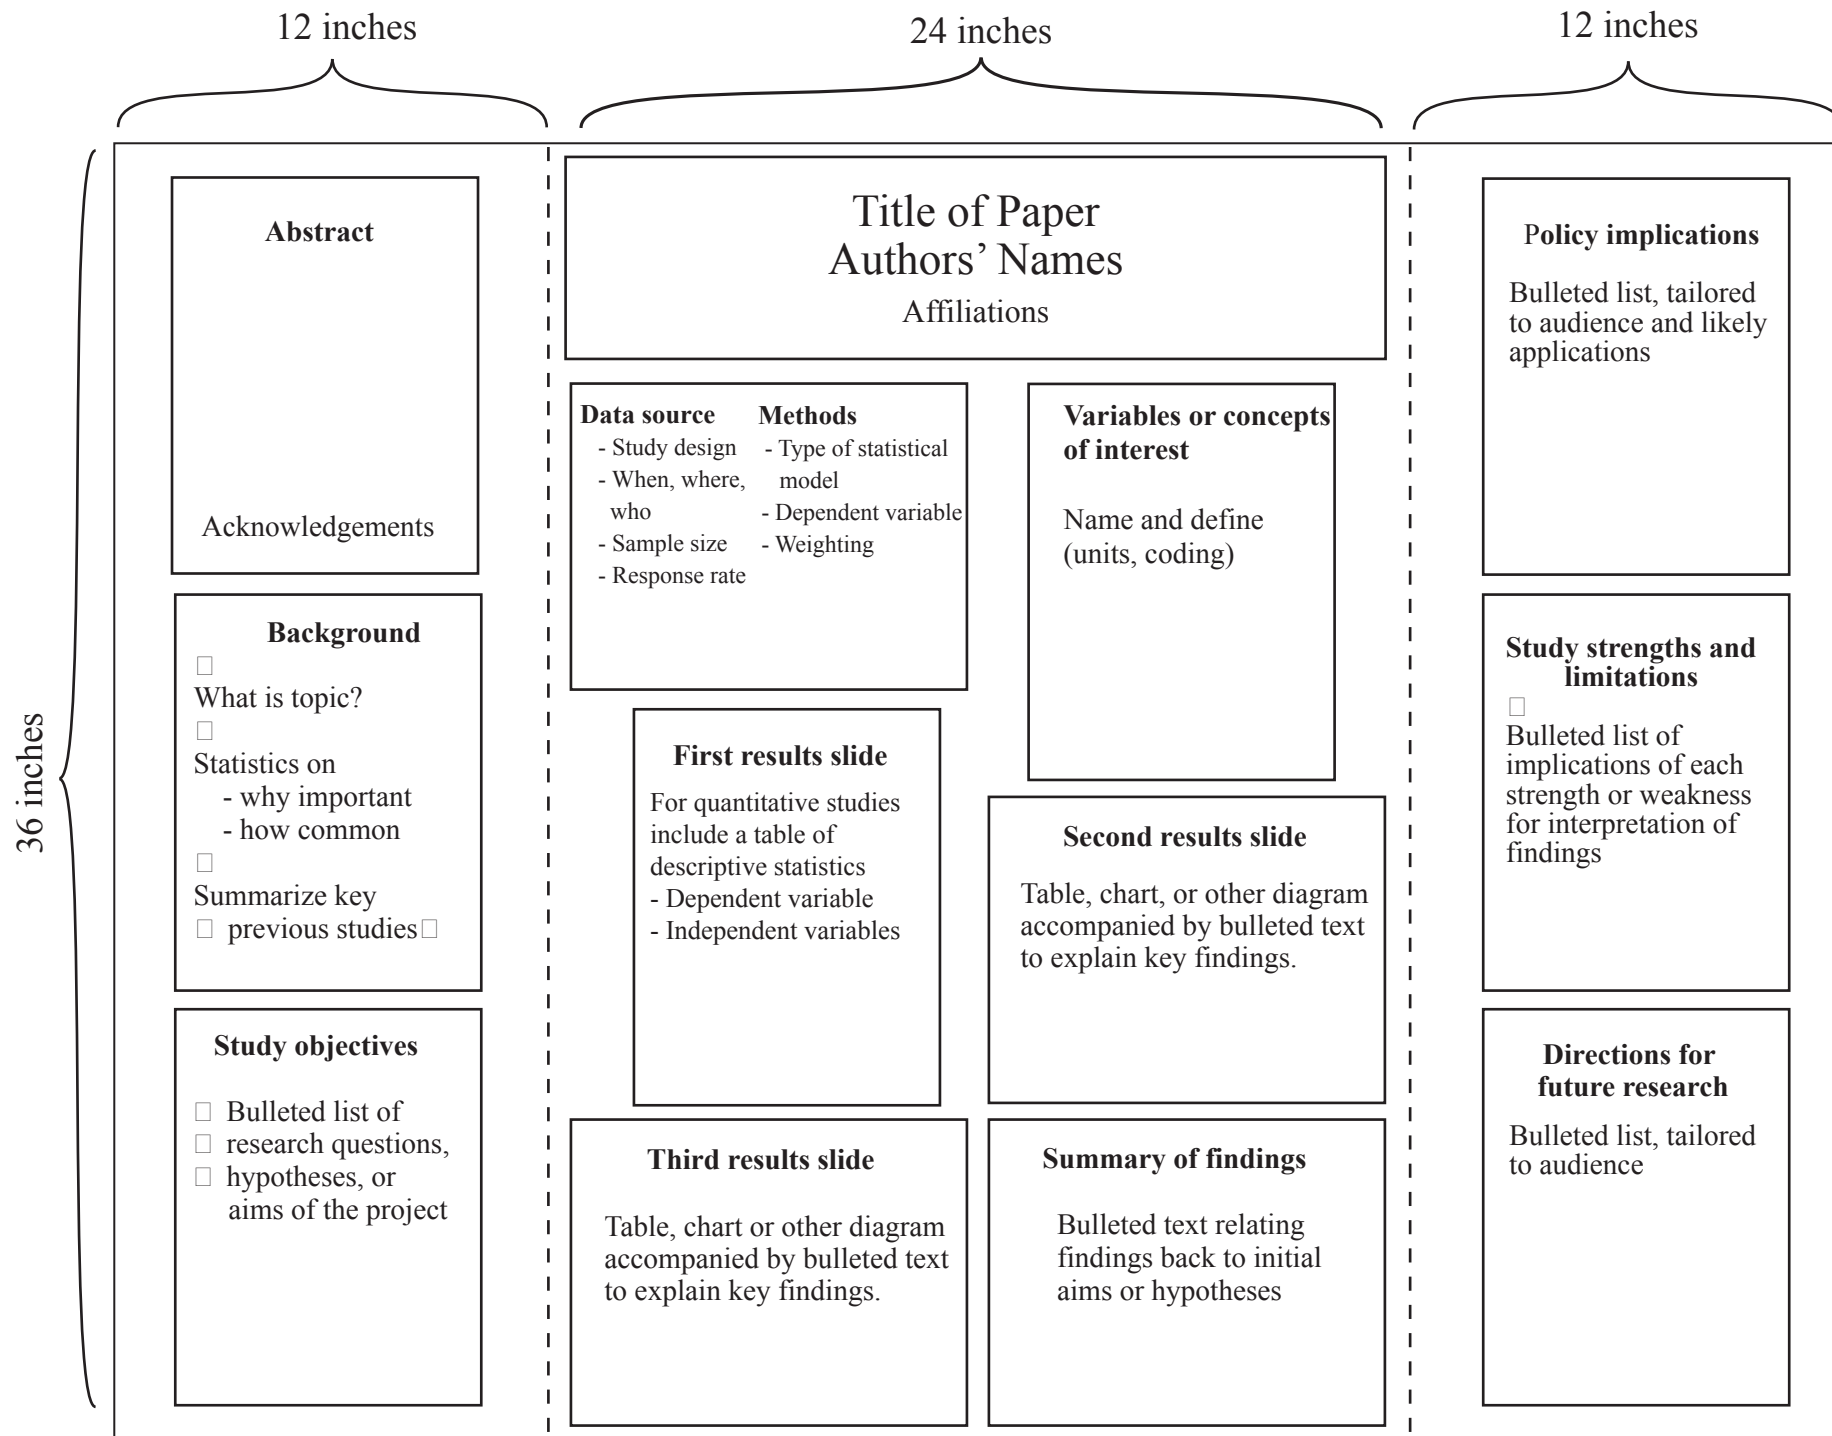 12 inches
24 inches
12 inches
36 inches
Abstract
Acknowledgements
Background
What is topic?
Statistics on
- why important
- how common
Summarize key
previous studies
Study objectives
Bulleted list of
research questions,
hypotheses, or
aims of the project
Title of Paper
Authors’ Names
Affiliations
Data source
- Study design
- When, where,
who
- Sample size
- Response rate
Methods
- Type of statistical
model
- Dependent variable
- Weighting
Variables or concepts
of interest
Name and define
(units, coding)
First results slide
For quantitative studies
include a table of
descriptive statistics
- Dependent variable
- Independent variables
Second results slide
Table, chart, or other diagram
accompanied by bulleted text
to explain key findings.
Third results slide
Table, chart or other diagram
accompanied by bulleted text
to explain key findings.
Summary of findings
Bulleted text relating
findings back to initial
aims or hypotheses
Policy implications
Bulleted list, tailored
to audience and likely
applications
Study strengths and
limitations
Bulleted list of
implications of each
strength or weakness
for interpretation of
findings
Directions for
future research
Bulleted list, tailored
to audience